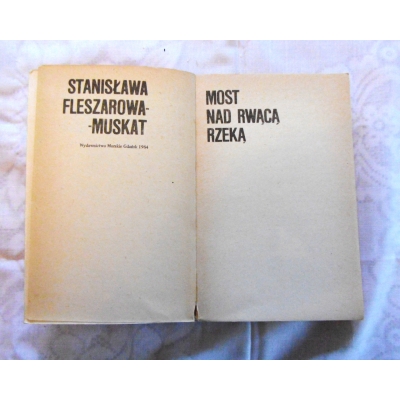 STANISŁAWA
FLESZAROWA-
-MUSKAT
Wydawnictwo Morskie Gdańsk 1984
MOST
NAD RWĄCĄ
RZEKĄ